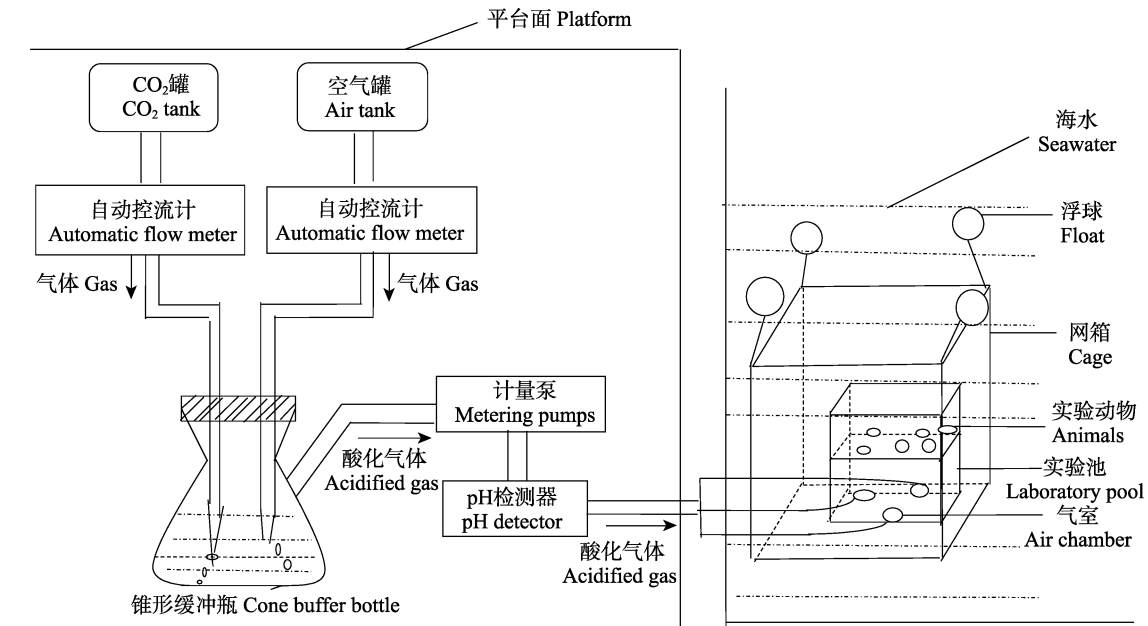 平台面 Platform
CO₂罐
CO₂ tank
空气罐
Air tank
自动控流计
Automatic flow meter
自动控流计
Automatic flow meter
气体 Gas
气体 Gas
计量泵
Metering pumps
酸化气体
Acidified gas
pH检测器
pH detector
酸化气体
Acidified gas
锥形缓冲瓶 Cone buffer bottle
海水
Seawater
浮球
Float
网箱
Cage
实验动物
Animals
实验池
Laboratory pool
气室
Air chamber